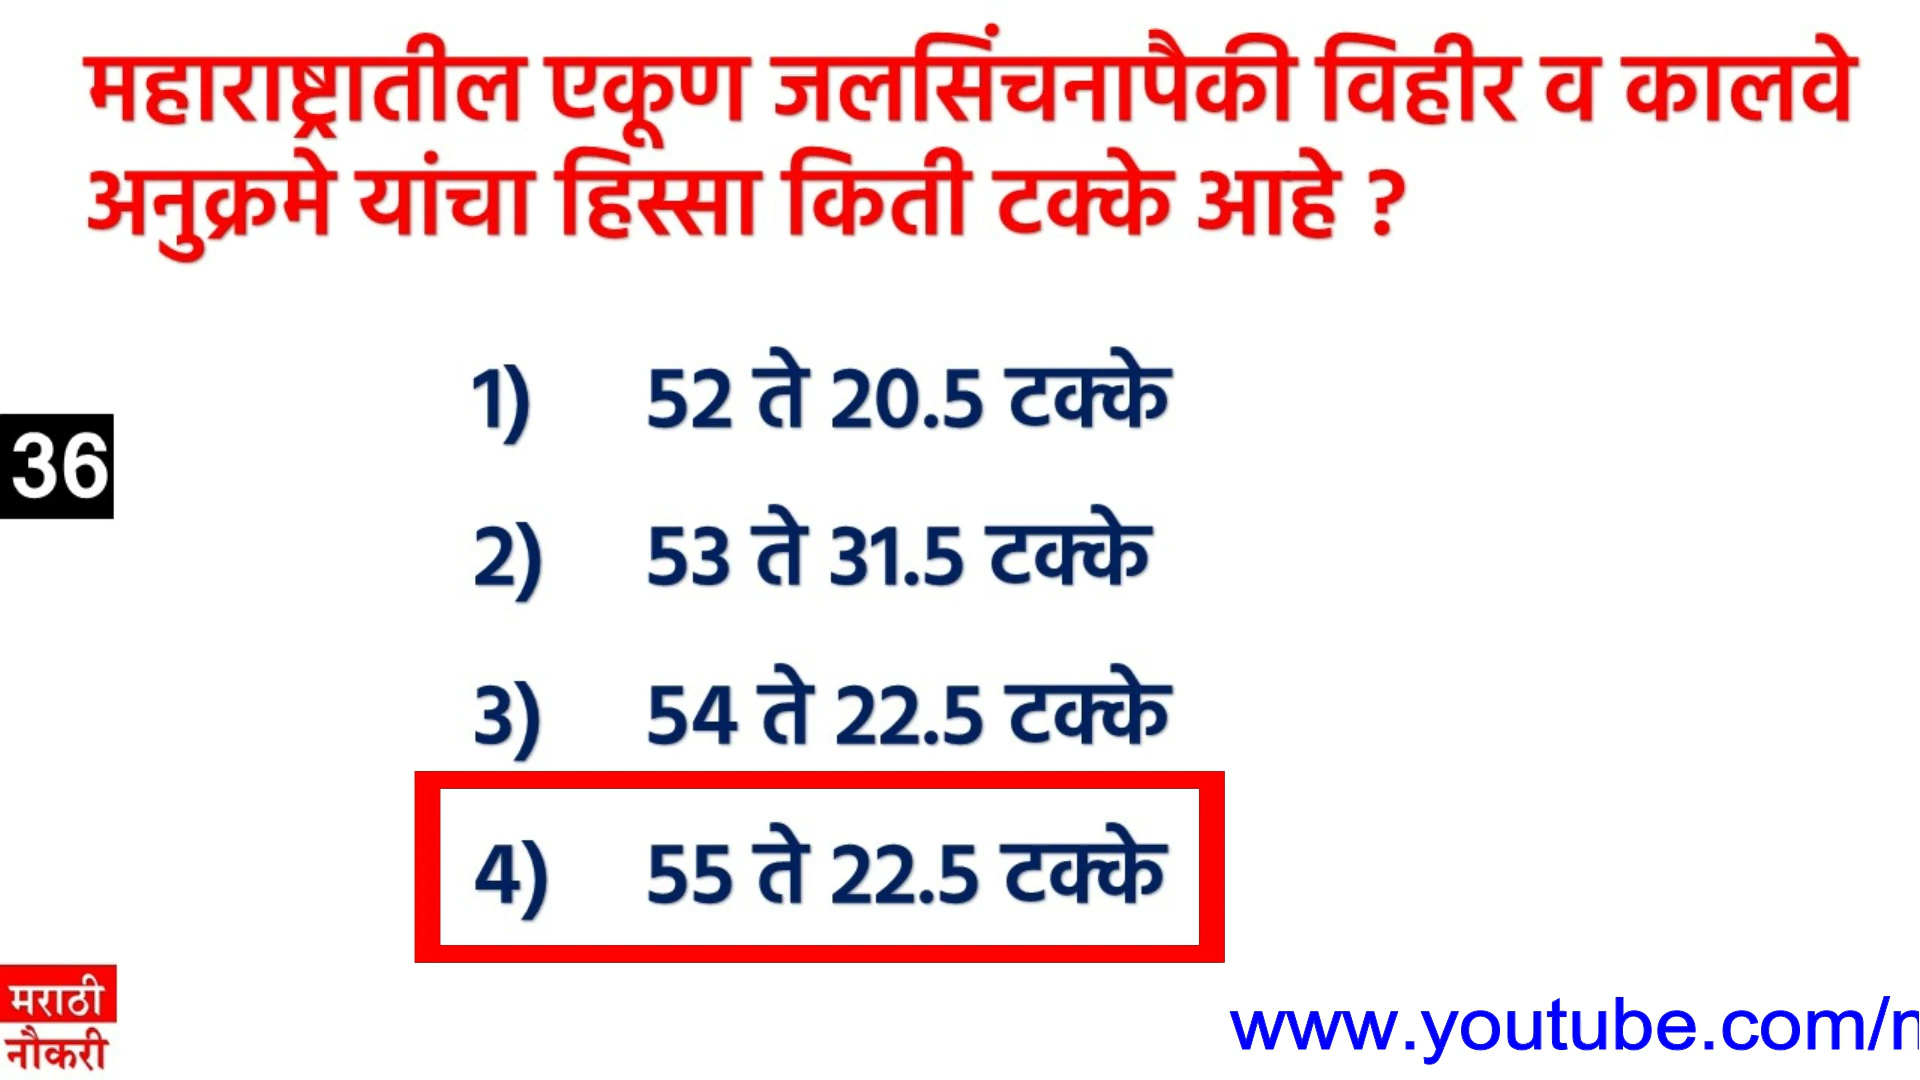 महाराष्ट्रातील एकूण जलसिंचनापैकी विहीर व कालवे
अनुक्रमे यांचा हिस्सा किती टक्के आहे ?
1) 52 ते 20.5 टक्के
36
2) 53 ते 31.5 टक्के
3) 54 ते 22.5 टक्के
4) 55 ते 22.5 टक्के
मराठी
नौकरी
www.youtube.com/